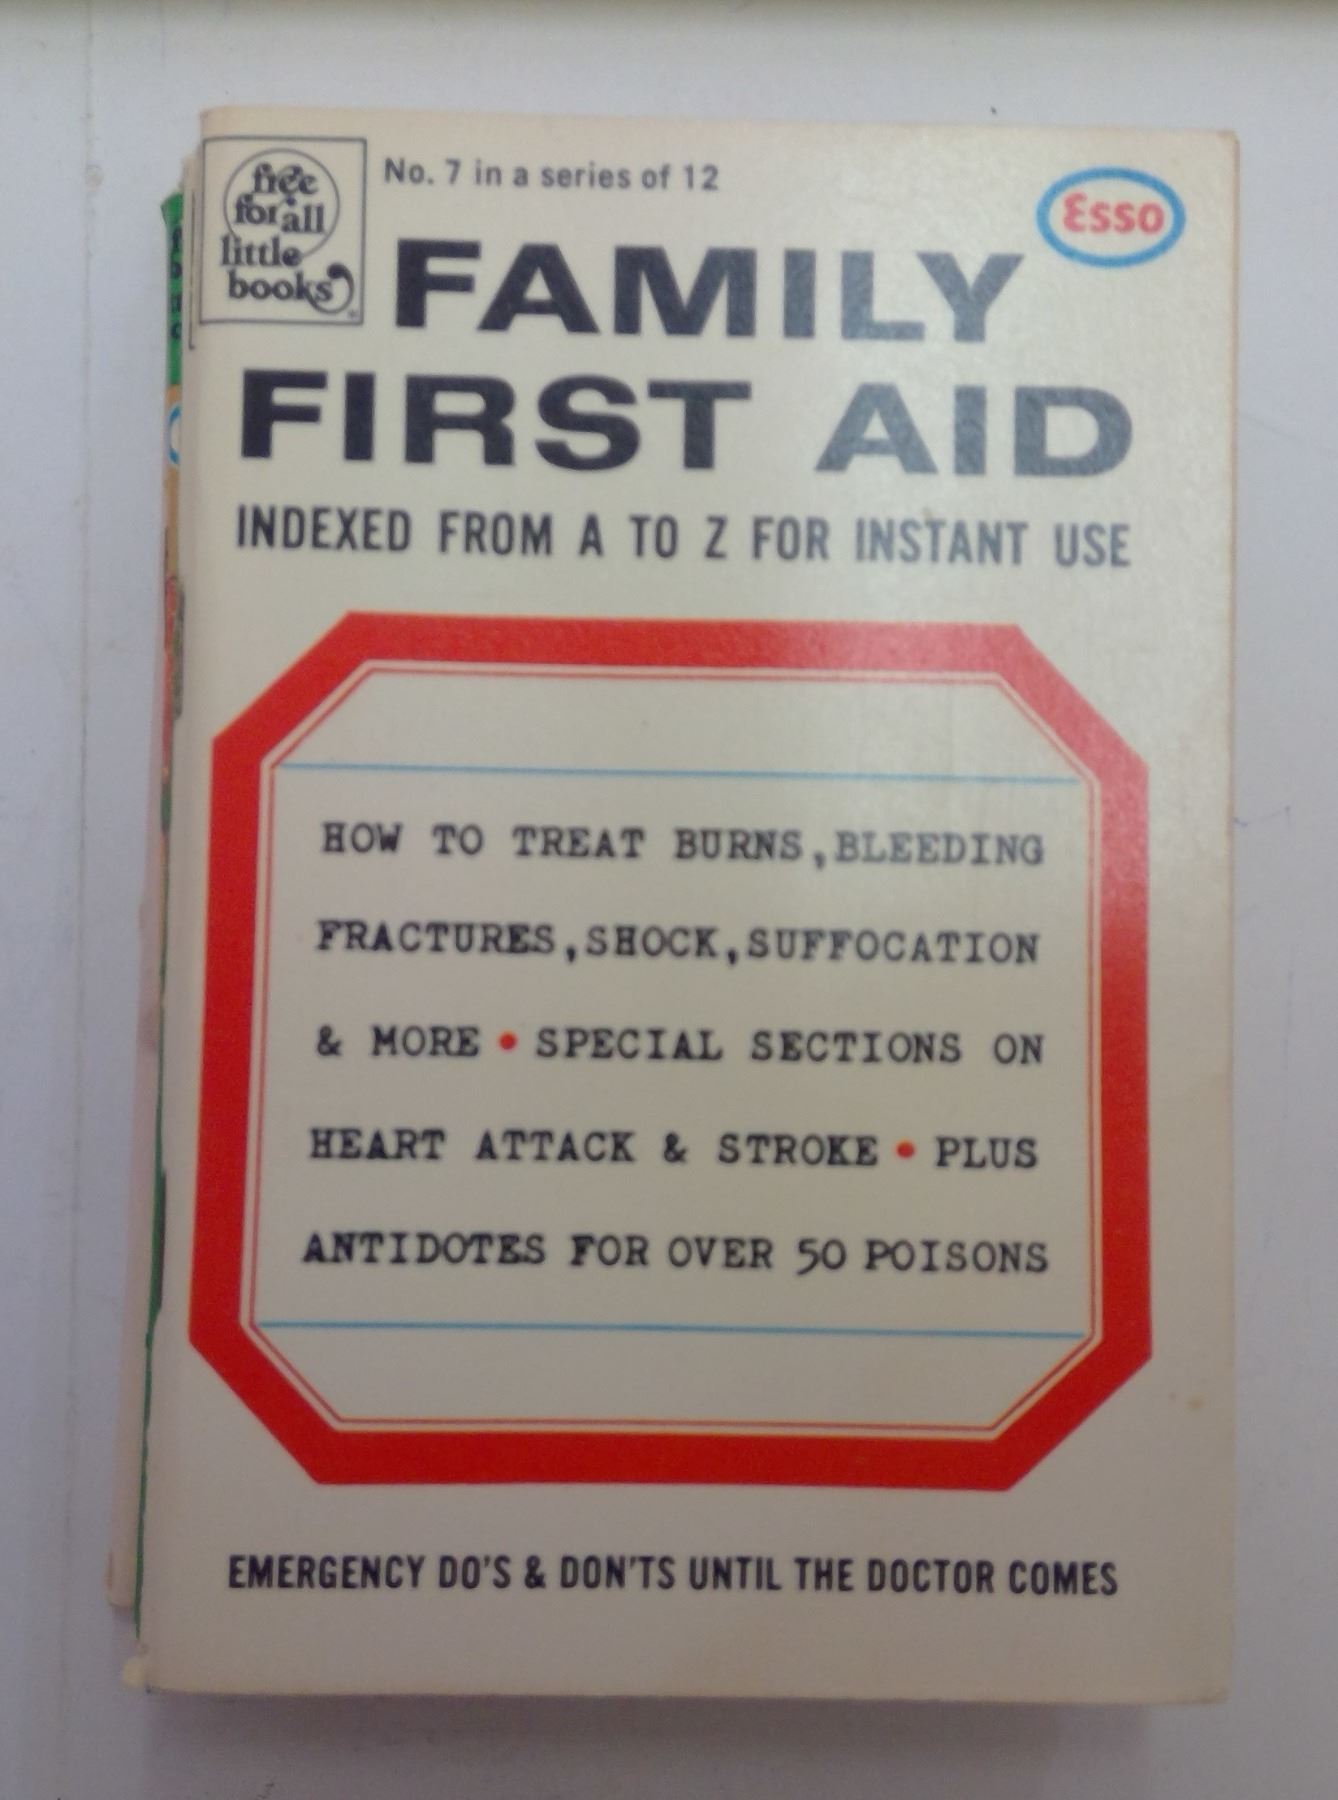 free
for all
little
books
No. 7 in a series of 12
Esso
FAMILY
FIRST AID
INDEXED FROM A TO Z FOR INSTANT USE
HOW TO TREAT BURNS, BLEEDING
FRACTURES, SHOCK, SUFFOCATION
& MORE • SPECIAL SECTIONS ON
HEART ATTACK & STROKE • PLUS
ANTIDOTES FOR OVER 50 POISONS
EMERGENCY DO'S & DON'TS UNTIL THE DOCTOR COMES